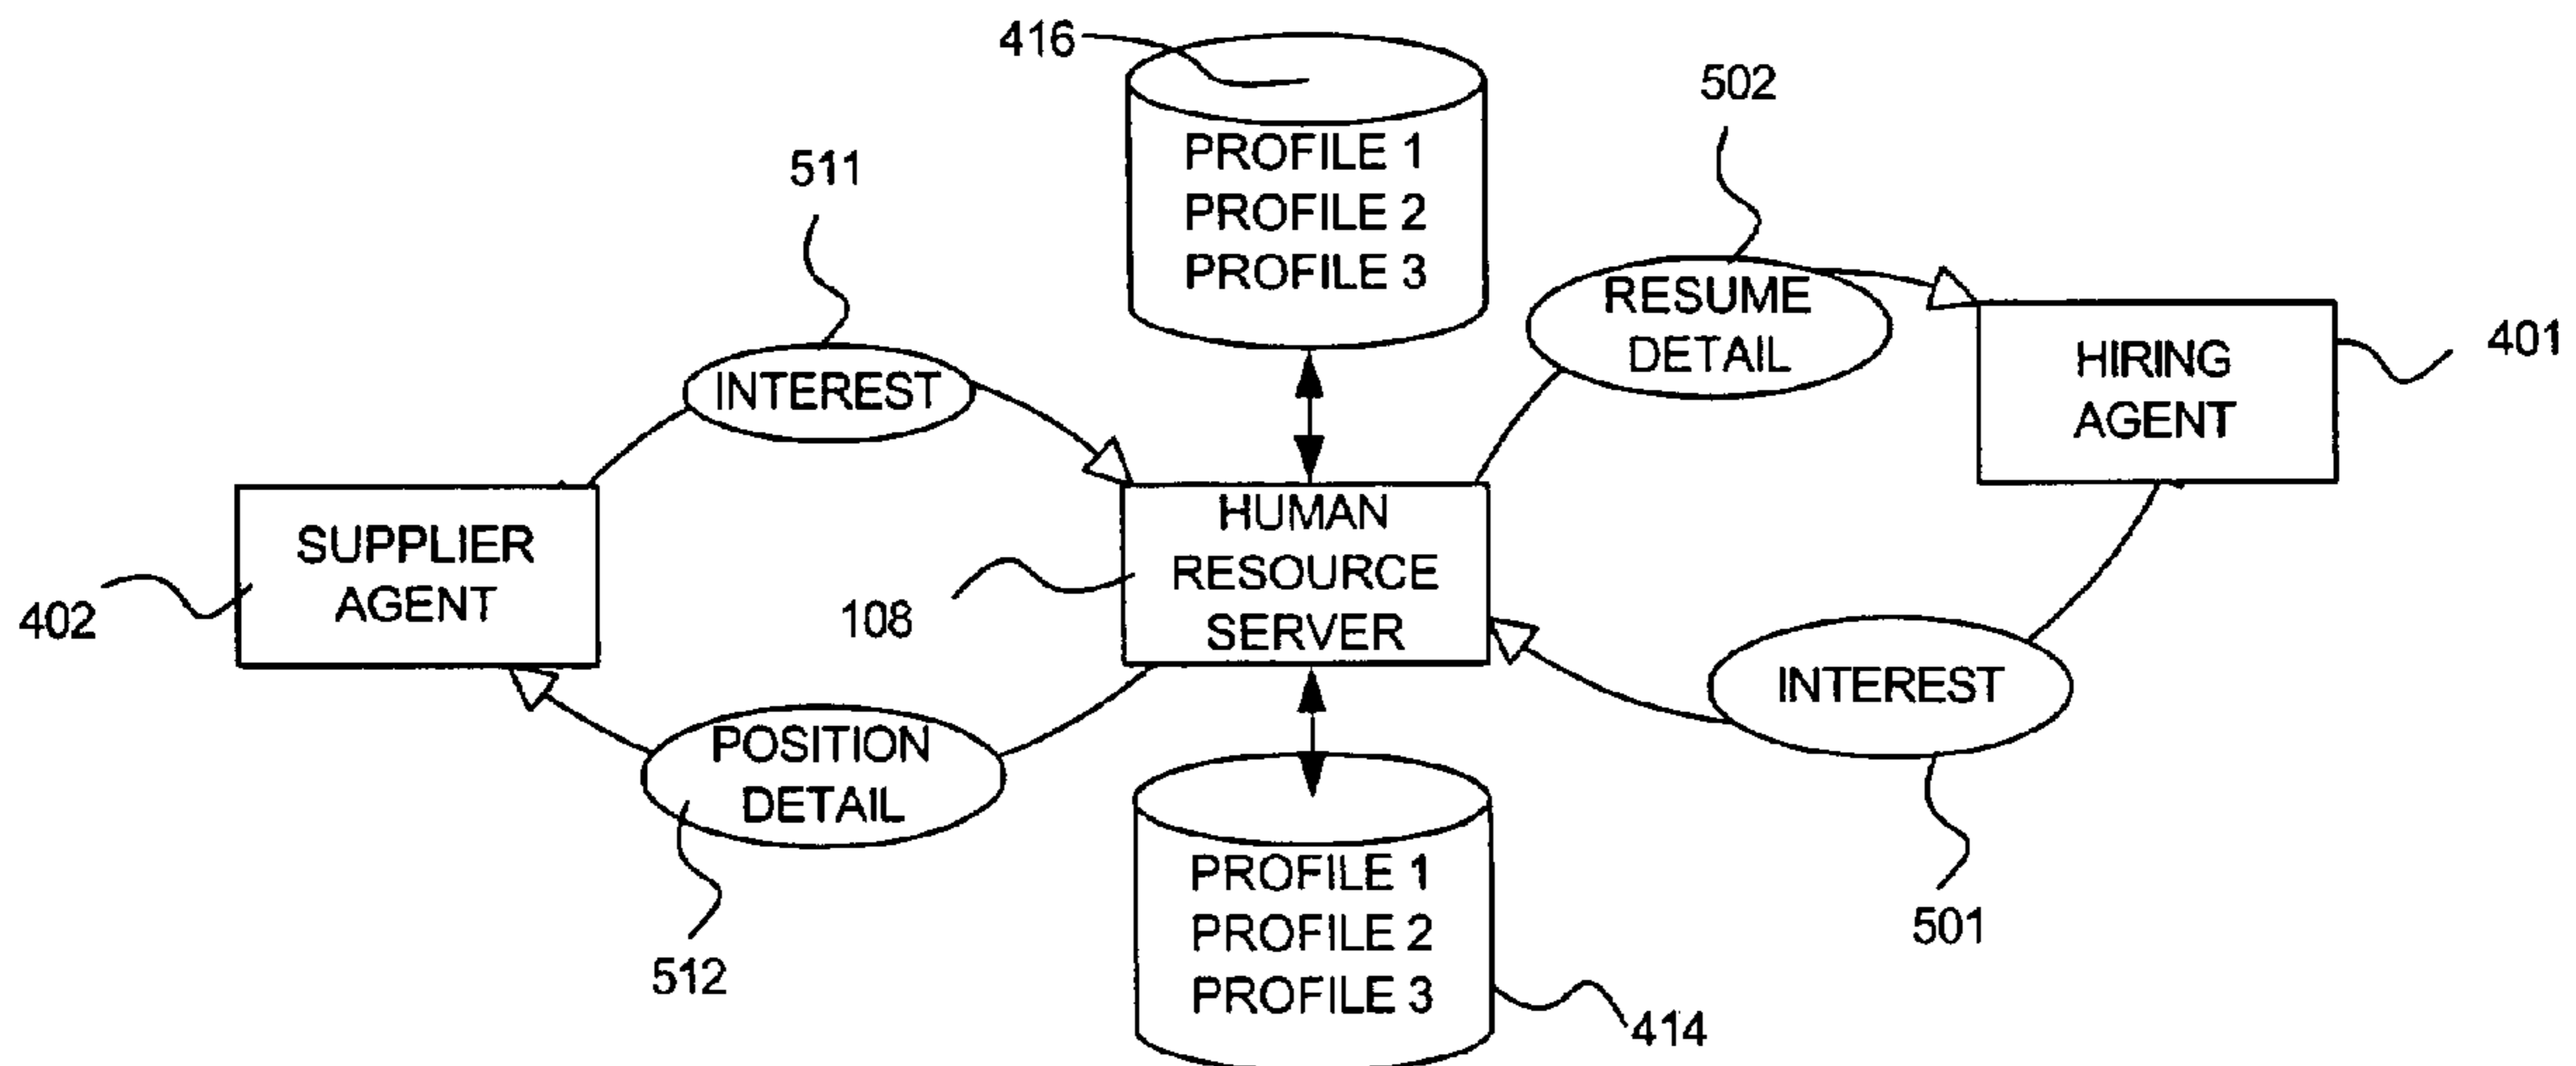 416
502
PROFILE 1
PROFILE 2
PROFILE 3
511
RESUME
DETAIL
401
HIRING
AGENT
INTEREST
SUPPLIER
AGENT
402
HUMAN
RESOURCE
SERVER
108
INTEREST
POSITION
DETAIL
512
PROFILE 1
PROFILE 2
PROFILE 3
501
414